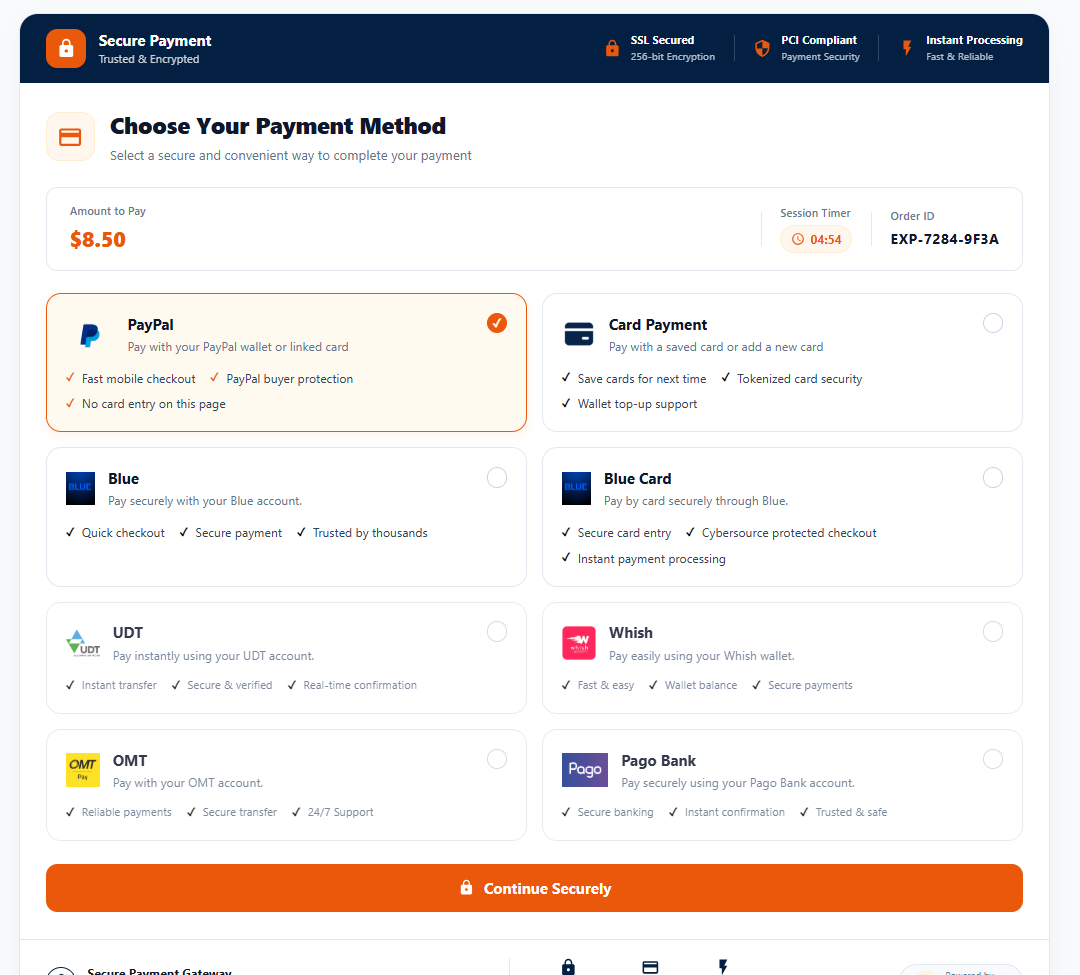 Secure Payment
Trusted & Encrypted
SSL Secured
256-bit Encryption
PCI Compliant
Payment Security
Instant Processing
Fast & Reliable
Choose Your Payment Method
Select a secure and convenient way to complete your payment
Amount to Pay
$8.50
Session Timer
04:54
Order ID
EXP-7284-9F3A
PayPal
Pay with your PayPal wallet or linked card
✓ Fast mobile checkout ✓ PayPal buyer protection
✓ No card entry on this page
Card Payment
Pay with a saved card or add a new card
✓ Save cards for next time ✓ Tokenized card security
✓ Wallet top-up support
BLUE
Blue
Pay securely with your Blue account.
✓ Quick checkout ✓ Secure payment ✓ Trusted by thousands
BLUE
Blue Card
Pay by card securely through Blue.
✓ Secure card entry ✓ Cybersource protected checkout
✓ Instant payment processing
UDT
UDT
Pay instantly using your UDT account.
✓ Instant transfer ✓ Secure & verified ✓ Real-time confirmation
whish
Whish
Pay easily using your Whish wallet.
✓ Fast & easy ✓ Wallet balance ✓ Secure payments
OMT
Pay
OMT
Pay with your OMT account.
✓ Reliable payments ✓ Secure transfer ✓ 24/7 Support
Pago
Pago Bank
Pay securely using your Pago Bank account.
✓ Secure banking ✓ Instant confirmation ✓ Trusted & safe
Continue Securely
Secure Payment Gateway
Powered by